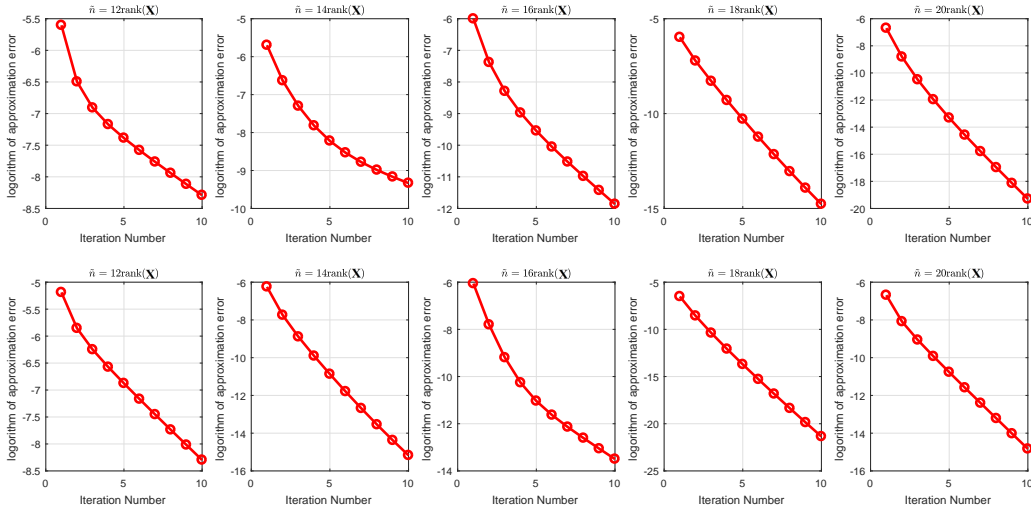 ñ = 12rank(𝐗)
-5.5
-6
-6.5
-7
-7.5
-8
-8.5
0 5 10
Iteration Number
logorithm of approximation error
ñ = 14rank(𝐗)
-5
-6
-7
-8
-9
-10
0 5 10
Iteration Number
logorithm of approximation error
ñ = 16rank(𝐗)
-6
-7
-8
-9
-10
-11
-12
0 5 10
Iteration Number
logorithm of approximation error
ñ = 18rank(𝐗)
-5
-10
-15
0 5 10
Iteration Number
logorithm of approximation error
ñ = 20rank(𝐗)
-6
-8
-10
-12
-14
-16
-18
-20
0 5 10
Iteration Number
logorithm of approximation error
ñ = 12rank(𝐗)
-5
-5.5
-6
-6.5
-7
-7.5
-8
-8.5
0 5 10
Iteration Number
logorithm of approximation error
ñ = 14rank(𝐗)
-6
-8
-10
-12
-14
-16
0 5 10
Iteration Number
logorithm of approximation error
ñ = 16rank(𝐗)
-6
-8
-10
-12
-14
0 5 10
Iteration Number
logorithm of approximation error
ñ = 18rank(𝐗)
-5
-10
-15
-20
-25
0 5 10
Iteration Number
logorithm of approximation error
ñ = 20rank(𝐗)
-6
-8
-10
-12
-14
-16
0 5 10
Iteration Number
logorithm of approximation error